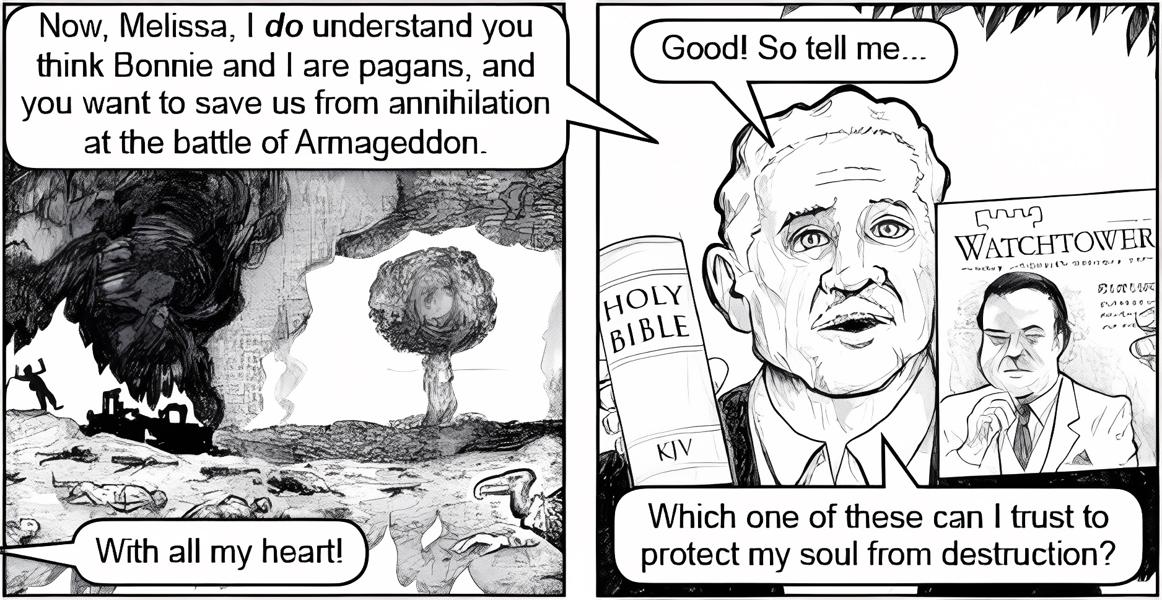 Now, Melissa, I do understand you
think Bonnie and I are pagans, and
you want to save us from annihilation
at the battle of Armageddon.
With all my heart!
Good! So tell me...
HOLY
BIBLE
KJV
WATCHTOWER
Which one of these can I trust to
protect my soul from destruction?